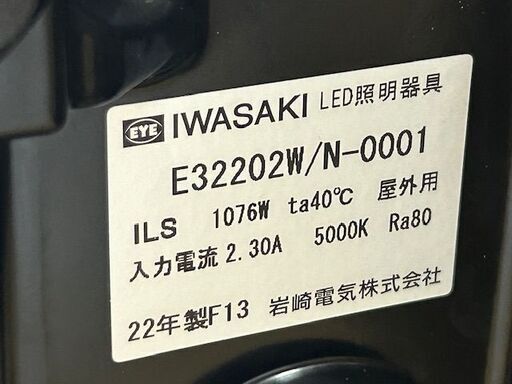 EYE IWASAKI LED照明器具
E32202W/N-0001
ILS 1076W ta40℃ 屋外用
入力電流 2.30A 5000K Ra80
22年製F13 岩崎電気株式会社